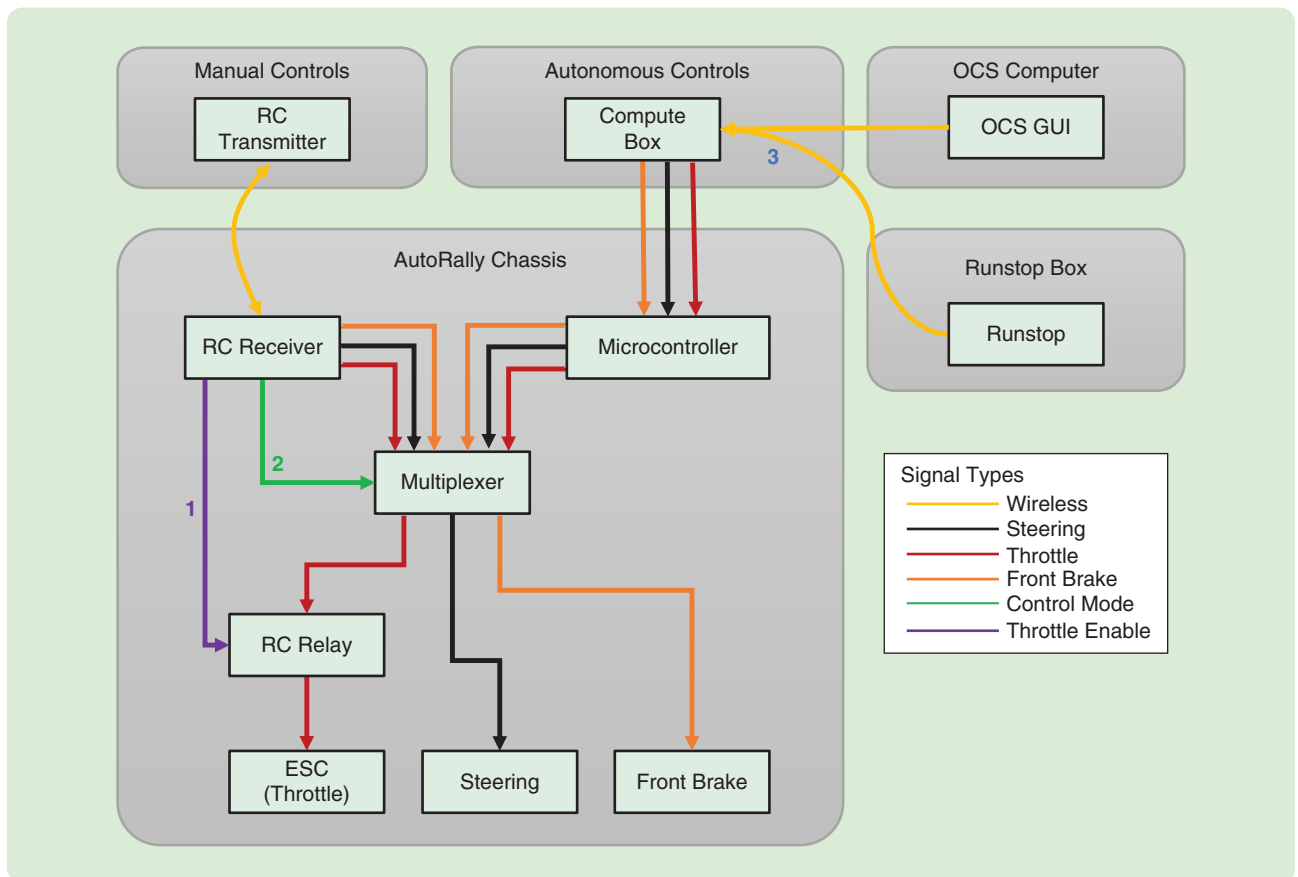 Manual Controls
RC
Transmitter
Autonomous Controls
Compute
Box
OCS Computer
OCS GUI
3
AutoRally Chassis
Runstop Box
Runstop
RC Receiver
Microcontroller
2
Multiplexer
1
RC Relay
ESC
(Throttle)
Steering
Front Brake
Signal Types
Wireless
Steering
Throttle
Front Brake
Control Mode
Throttle Enable